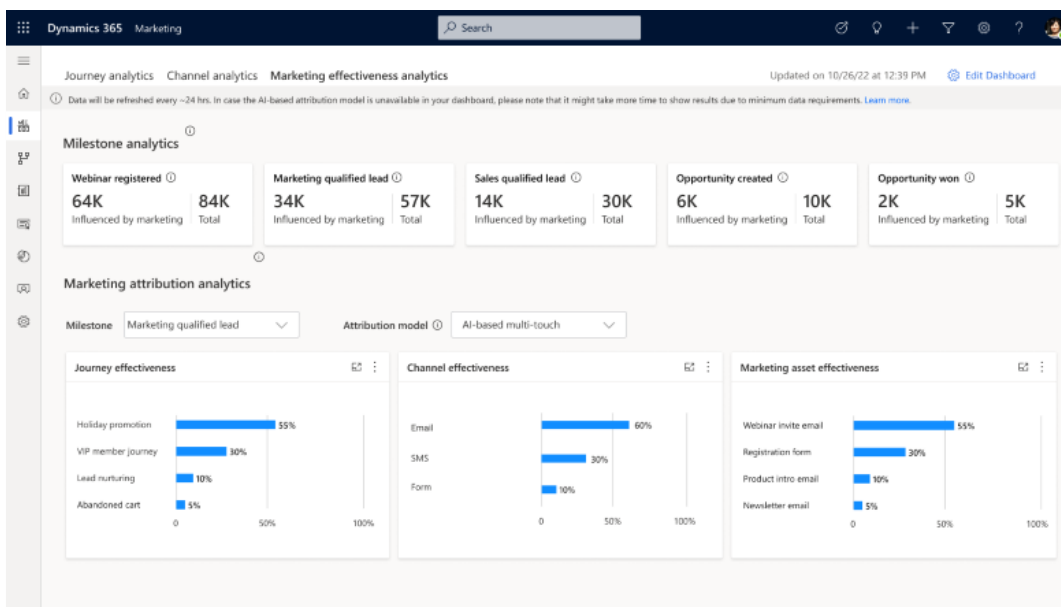 Dynamics 365 Marketing
Search
Journey analytics Channel analytics Marketing effectiveness analytics
Updated on 10/26/22 at 12:39 PM Edit Dashboard
Data will be refreshed every ~24 hrs. In case the AI-based attribution model is unavailable in your dashboard, please note that it might take more time to show results due to minimum data requirements. Learn more.
Milestone analytics
Webinar registered
64K 84K
Influenced by marketing Total
Marketing qualified lead
34K 57K
Influenced by marketing Total
Sales qualified lead
14K 30K
Influenced by marketing Total
Opportunity created
6K 10K
Influenced by marketing Total
Opportunity won
2K 5K
Influenced by marketing Total
Marketing attribution analytics
Milestone Marketing qualified lead Attribution model AI-based multi-touch
Journey effectiveness
Holiday promotion 55%
VIP member journey 30%
Lead nurturing 10%
Abandoned cart 5%
0 50% 100%
Channel effectiveness
Email 60%
SMS 30%
Form 10%
0 50% 100%
Marketing asset effectiveness
Webinar invite email 55%
Registration form 30%
Product intro email 10%
Newsletter email 5%
0 50% 100%